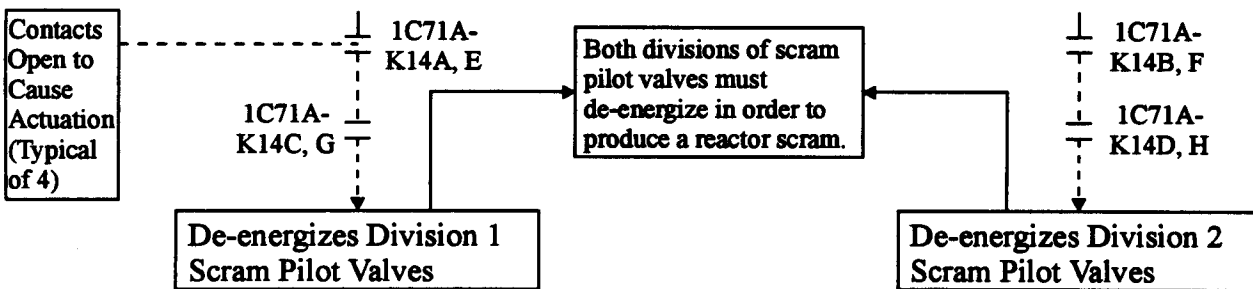 Contacts
Open to
Cause
Actuation
(Typical
of 4)
1C71A-
K14A, E
1C71A-
K14C, G
Both divisions of scram
pilot valves must
de-energize in order to
produce a reactor scram.
1C71A-
K14B, F
1C71A-
K14D, H
De-energizes Division 1
Scram Pilot Valves
De-energizes Division 2
Scram Pilot Valves